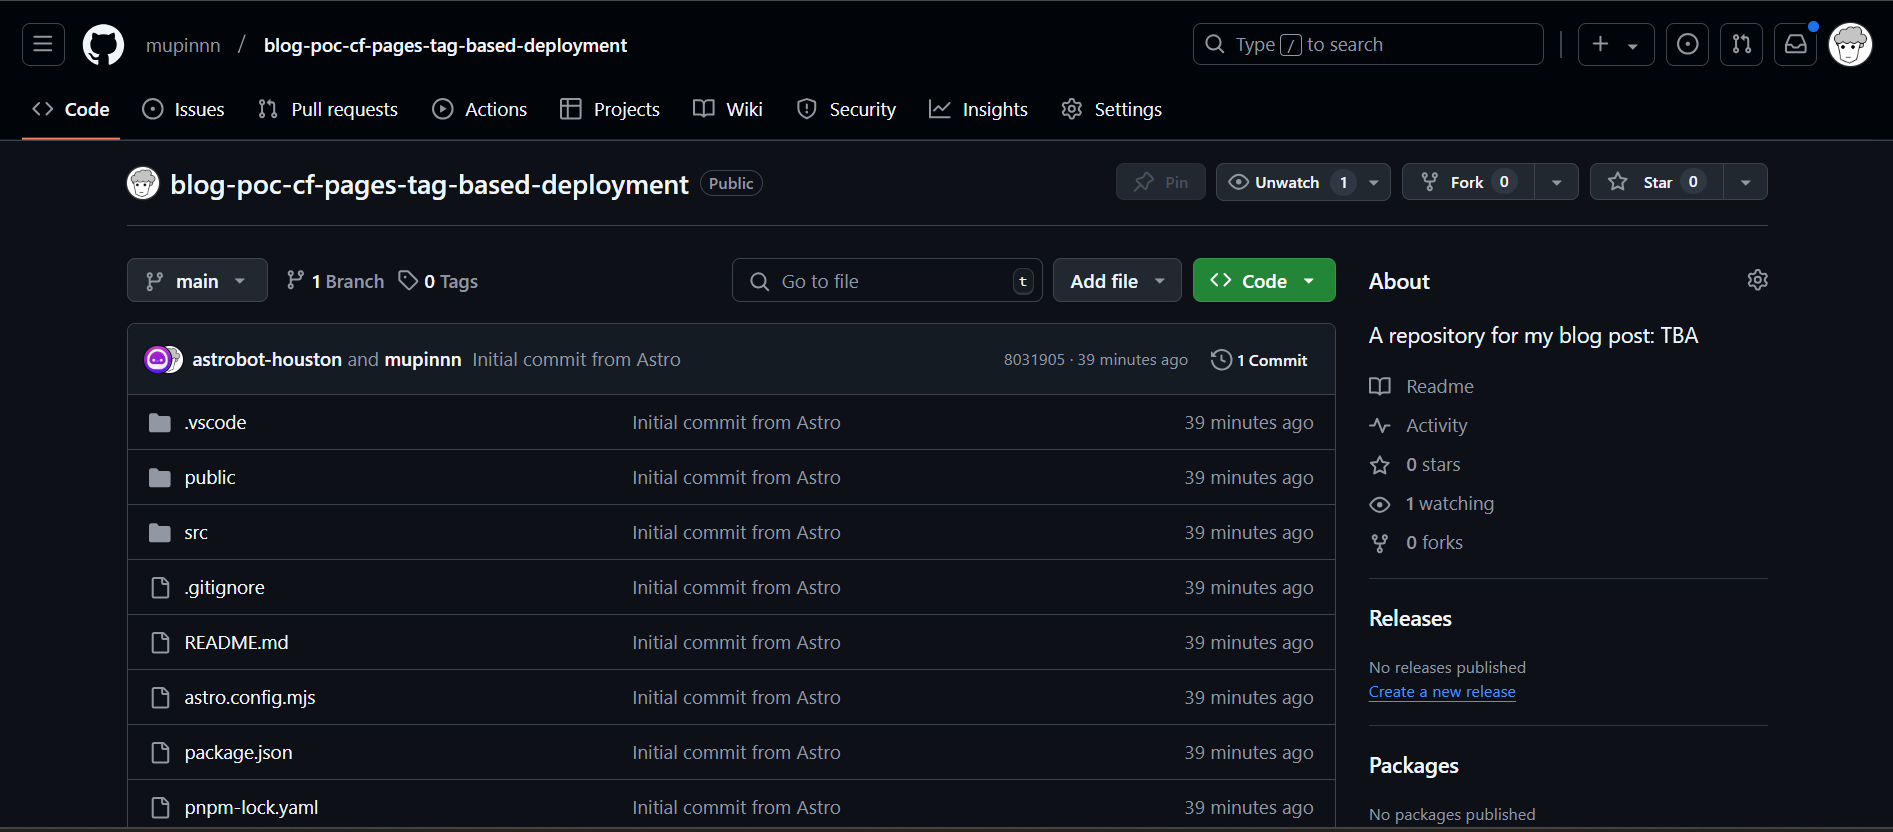 mupinnn / blog-poc-cf-pages-tag-based-deployment
Type / to search
Code Issues Pull requests Actions Projects Wiki Security Insights Settings
blog-poc-cf-pages-tag-based-deployment Public
Pin Unwatch 1 Fork 0 Star 0
main 1 Branch 0 Tags
Go to file t
Add file
Code
astrobot-houston and mupinnn Initial commit from Astro 8031905 · 39 minutes ago 1 Commit
.vscode Initial commit from Astro 39 minutes ago
public Initial commit from Astro 39 minutes ago
src Initial commit from Astro 39 minutes ago
.gitignore Initial commit from Astro 39 minutes ago
README.md Initial commit from Astro 39 minutes ago
astro.config.mjs Initial commit from Astro 39 minutes ago
package.json Initial commit from Astro 39 minutes ago
pnpm-lock.yaml Initial commit from Astro 39 minutes ago
About
A repository for my blog post: TBA
Readme
Activity
0 stars
1 watching
0 forks
Releases
No releases published
Create a new release
Packages
No packages published